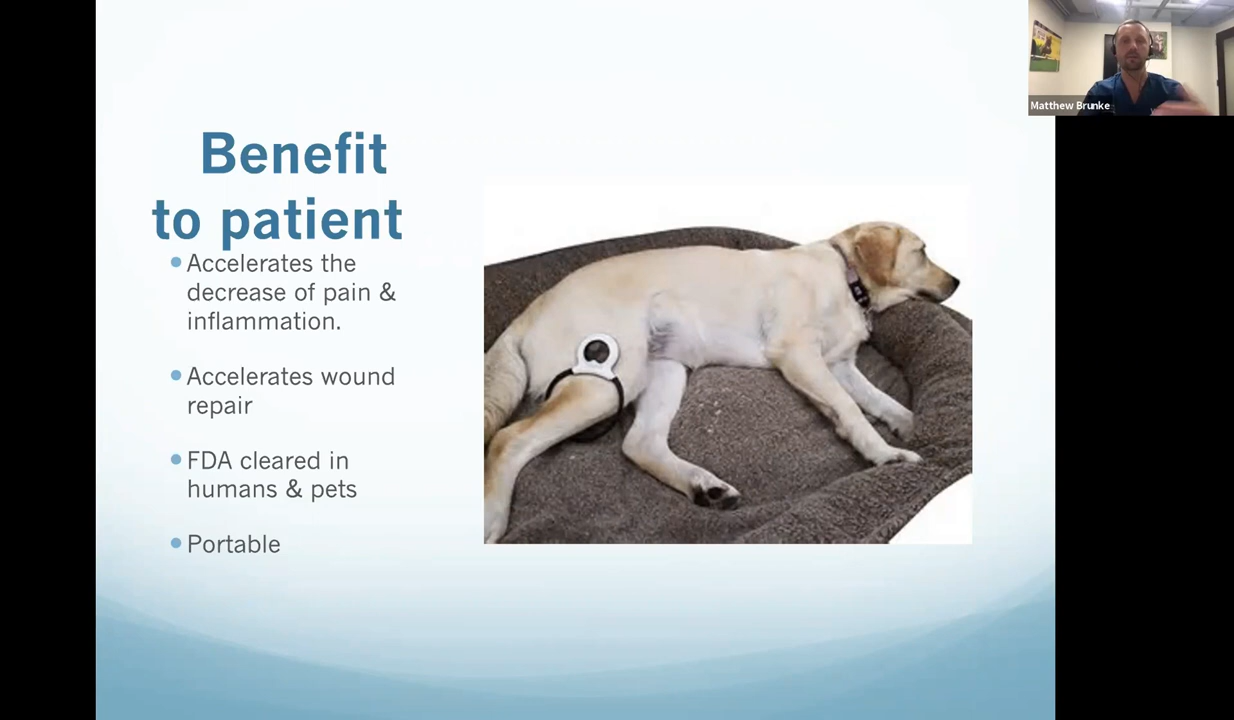 Benefit
to patient
•Accelerates the
decrease of pain &
inflammation.
•Accelerates wound
repair
•FDA cleared in
humans & pets
•Portable
Matthew Brunke